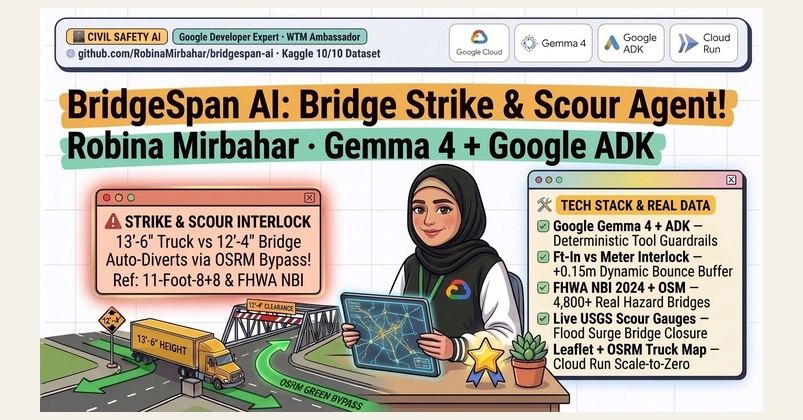 CIVIL SAFETY AI
Google Developer Expert · WTM Ambassador
github.com/RobinaMirbahar/bridgespan-ai · Kaggle 10/10 Dataset
Google Cloud
Gemma 4
Google
ADK
Cloud
Run
BridgeSpan AI: Bridge Strike & Scour Agent!
Robina Mirbahar · Gemma 4 + Google ADK
STRIKE & SCOUR INTERLOCK
13'-6" Truck vs 12'-4" Bridge
Auto-Diverts via OSRM Bypass!
Ref: 11-Foot-8+8 & FHWA NBI
TECH STACK & REAL DATA
Google Gemma 4 + ADK —
Deterministic Tool Guardrails
Ft-In vs Meter Interlock —
+0.15m Dynamic Bounce Buffer
FHWA NBI 2024 + OSM —
4,800+ Real Hazard Bridges
Live USGS Scour Gauges —
Flood Surge Bridge Closure
Leaflet + OSRM Truck Map —
Cloud Run Scale-to-Zero
12'-4" CLEARANCE
13'-6" HEIGHT
OSRM GREEN BYPASS